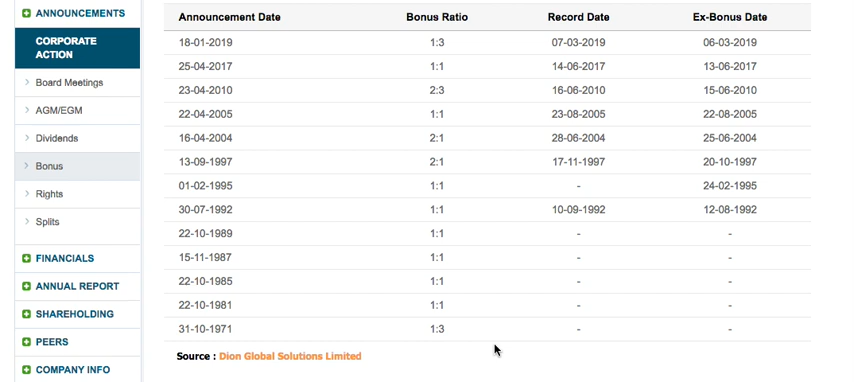 ANNOUNCEMENTS
CORPORATE
ACTION
Board Meetings
AGM/EGM
Dividends
Bonus
Rights
Splits
FINANCIALS
ANNUAL REPORT
SHAREHOLDING
PEERS
COMPANY INFO
Announcement Date Bonus Ratio Record Date Ex-Bonus Date
18-01-2019 1:3 07-03-2019 06-03-2019
25-04-2017 1:1 14-06-2017 13-06-2017
23-04-2010 2:3 16-06-2010 15-06-2010
22-04-2005 1:1 23-08-2005 22-08-2005
16-04-2004 2:1 28-06-2004 25-06-2004
13-09-1997 2:1 17-11-1997 20-10-1997
01-02-1995 1:1 - 24-02-1995
30-07-1992 1:1 10-09-1992 12-08-1992
22-10-1989 1:1 - -
15-11-1987 1:1 - -
22-10-1985 1:1 - -
22-10-1981 1:1 - -
31-10-1971 1:3 - -
Source : Dion Global Solutions Limited